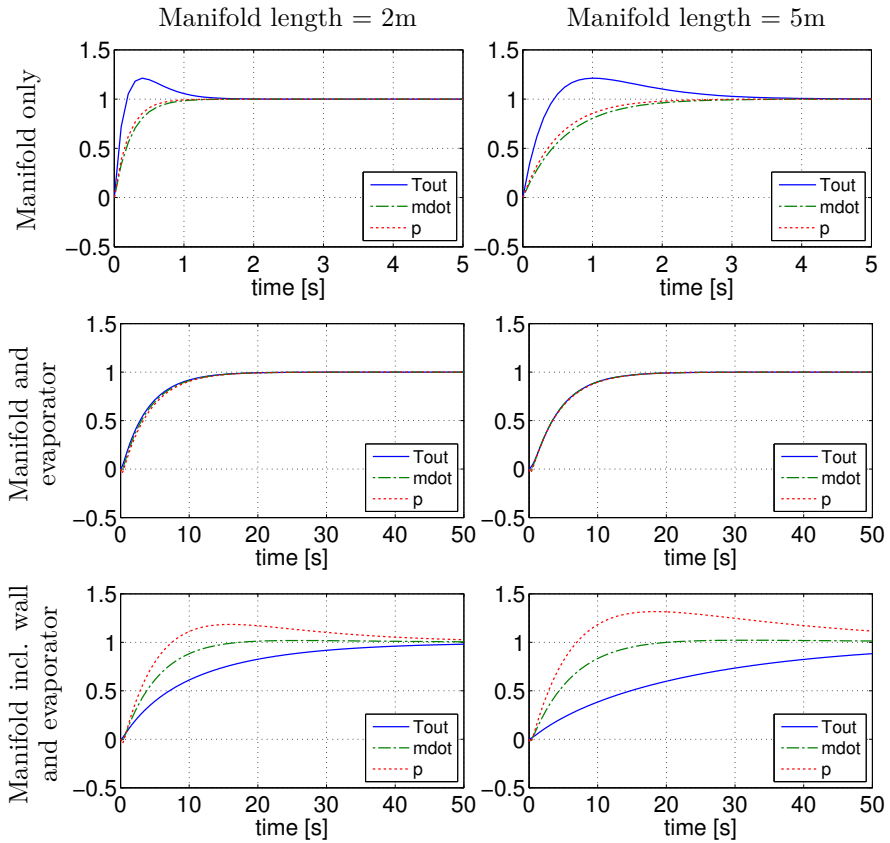 Manifold length = 2m
Manifold length = 5m
Manifold only
1.5
1
0.5
0
−0.5
0 1 2 3 4 5
time [s]
Tout
mdot
p
1.5
1
0.5
0
−0.5
0 1 2 3 4 5
time [s]
Tout
mdot
p
Manifold and
evaporator
1.5
1
0.5
0
−0.5
0 10 20 30 40 50
time [s]
Tout
mdot
p
1.5
1
0.5
0
−0.5
0 10 20 30 40 50
time [s]
Tout
mdot
p
Manifold incl. wall
and evaporator
1.5
1
0.5
0
−0.5
0 10 20 30 40 50
time [s]
Tout
mdot
p
1.5
1
0.5
0
−0.5
0 10 20 30 40 50
time [s]
Tout
mdot
p